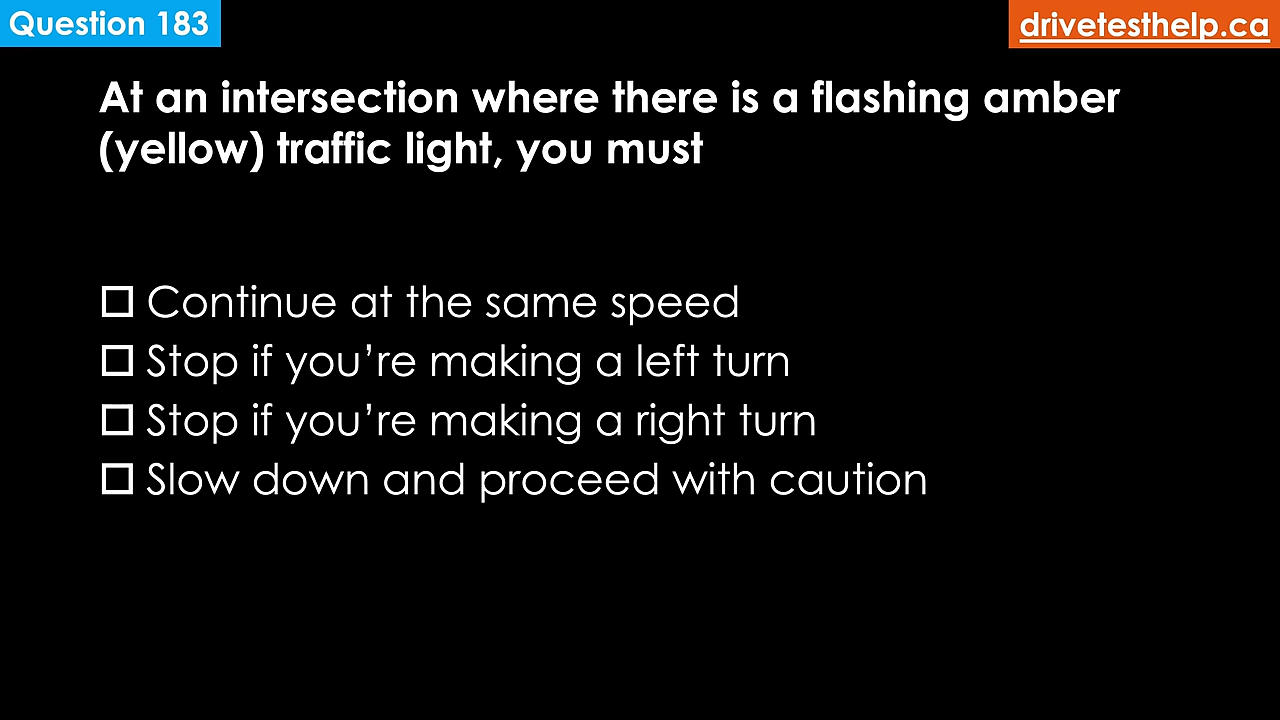 Question 183
drivetesthelp.ca
At an intersection where there is a flashing amber
(yellow) traffic light, you must
Continue at the same speed
Stop if you’re making a left turn
Stop if you’re making a right turn
Slow down and proceed with caution